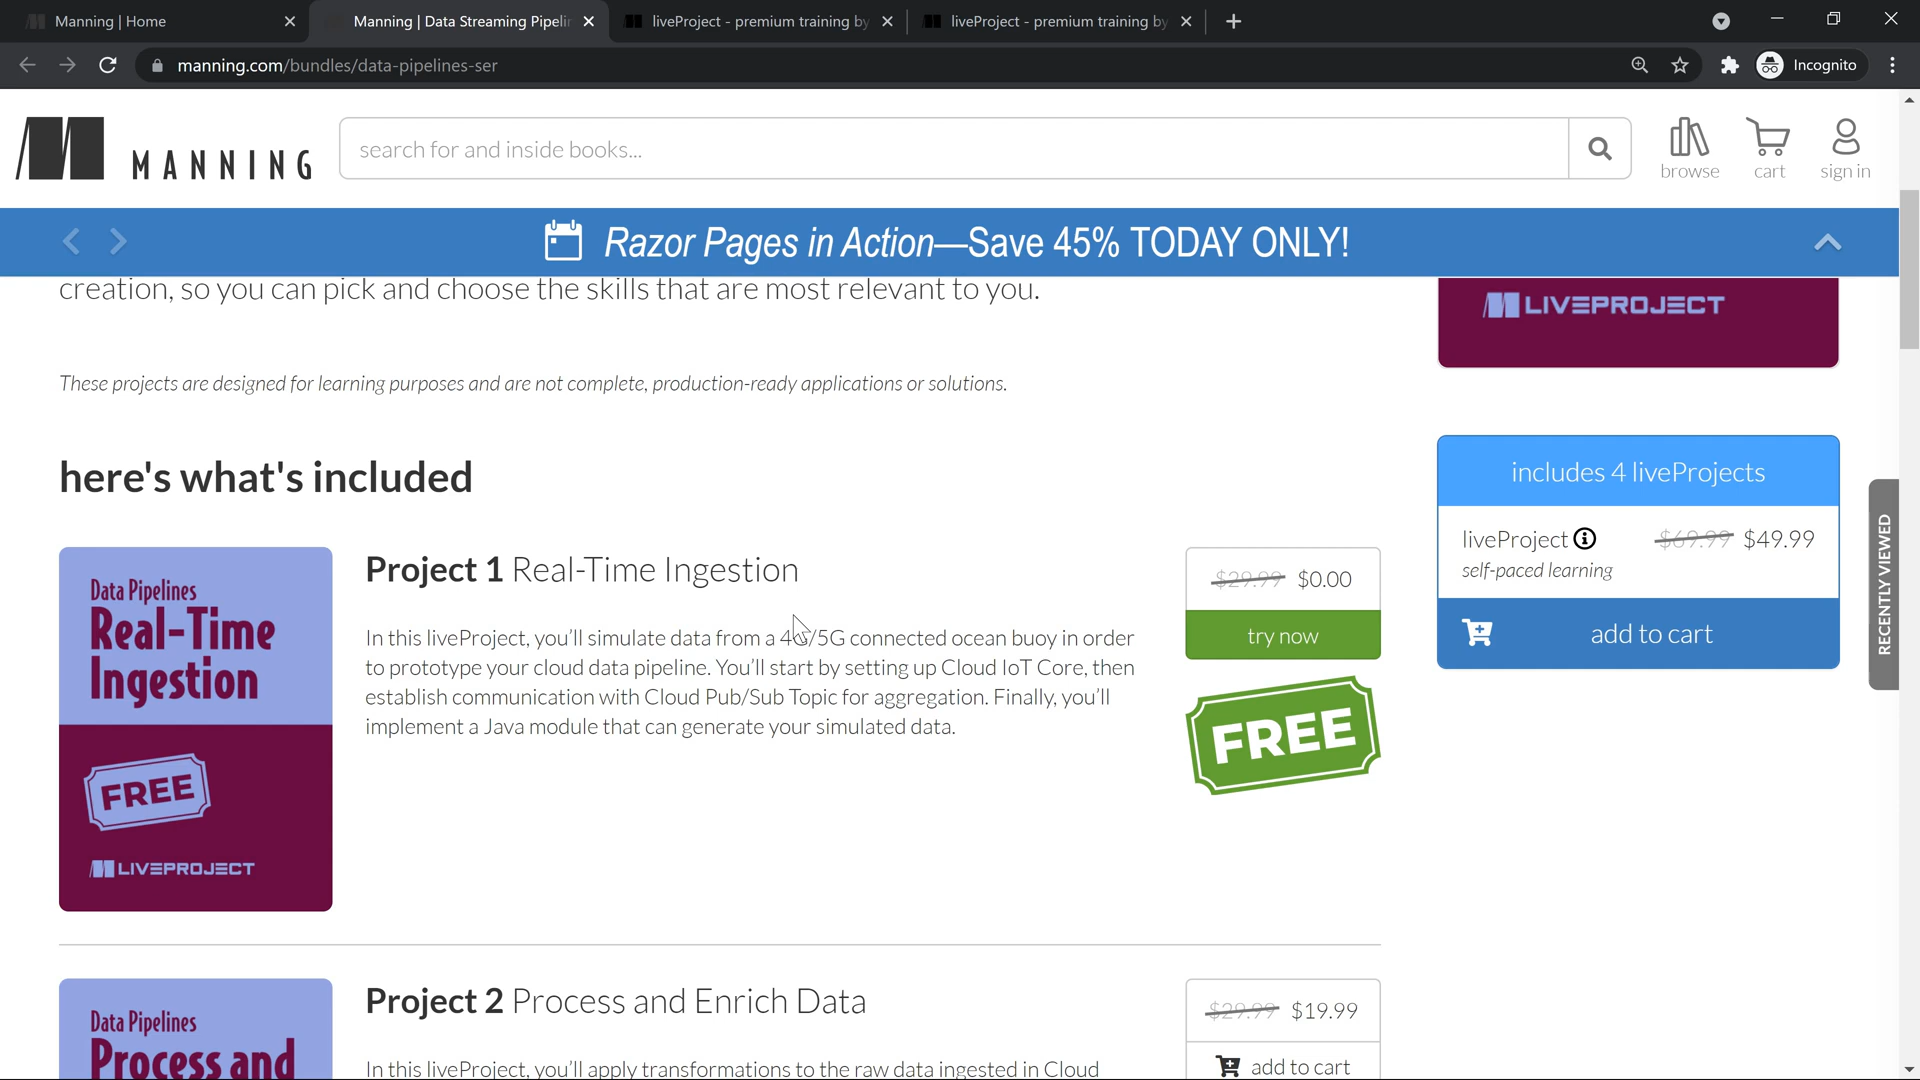 Manning | Home
Manning | Data Streaming Pipelin
liveProject - premium training by
liveProject - premium training by
manning.com/bundles/data-pipelines-ser
Incognito
MANNING
search for and inside books...
browse
cart
sign in
Razor Pages in Action—Save 45% TODAY ONLY!
creation, so you can pick and choose the skills that are most relevant to you.
LIVEPROJECT
These projects are designed for learning purposes and are not complete, production-ready applications or solutions.
here's what's included
includes 4 liveProjects
liveProject $69.99 $49.99
self-paced learning
add to cart
RECENTLY VIEWED
Data Pipelines
Real-Time
Ingestion
FREE
LIVEPROJECT
Project 1 Real-Time Ingestion
In this liveProject, you'll simulate data from a 4G/5G connected ocean buoy in order
to prototype your cloud data pipeline. You'll start by setting up Cloud IoT Core, then
establish communication with Cloud Pub/Sub Topic for aggregation. Finally, you'll
implement a Java module that can generate your simulated data.
$29.99 $0.00
try now
FREE
Data Pipelines
Process and
Project 2 Process and Enrich Data
In this liveProject, you'll apply transformations to the raw data ingested in Cloud
$29.99 $19.99
add to cart